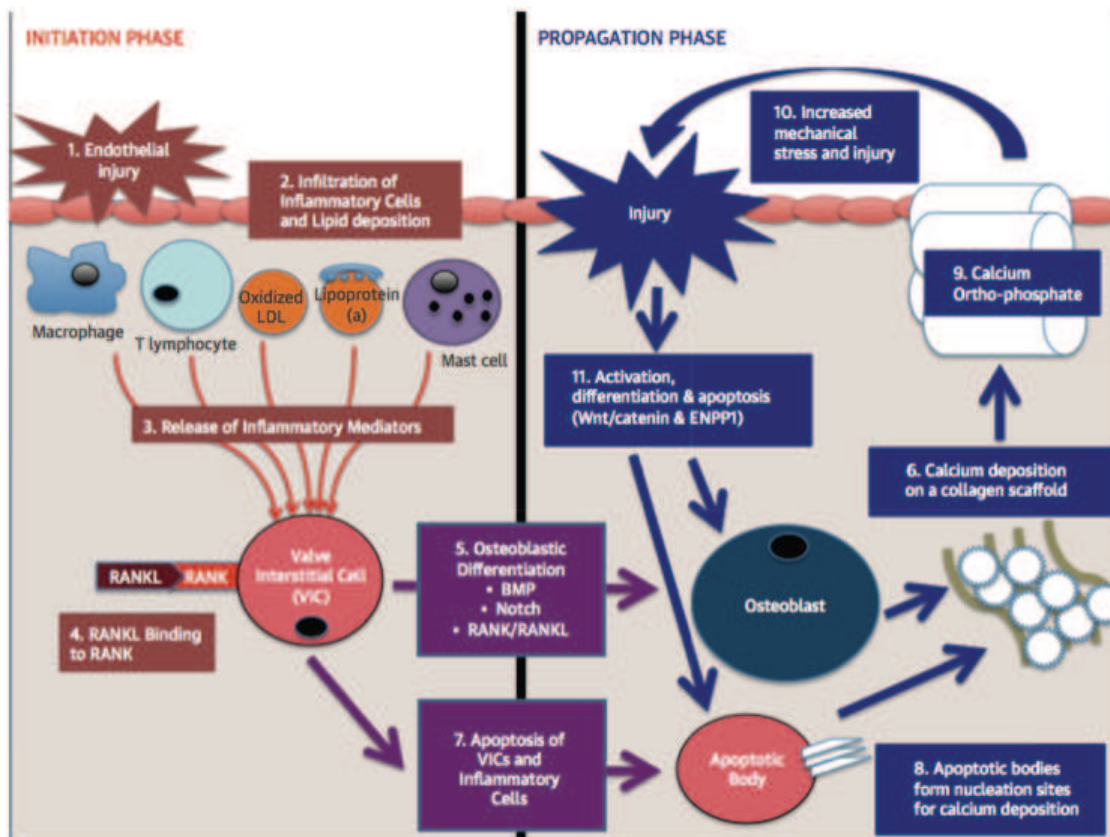 INITIATION PHASE
PROPAGATION PHASE
1. Endothelial
injury
2. Infiltration of
Inflammatory Cells
and Lipid deposition
Macrophage
T lymphocyte
Oxidized
LDL
Lipoprotein
(a)
Mast cell
3. Release of Inflammatory Mediators
RANKL
RANK
Valve
Interstitial Cell
(VIC)
4. RANKL Binding
to RANK
5. Osteoblastic
Differentiation
• BMP
• Notch
• RANK/RANKL
7. Apoptosis of
VICs and
Inflammatory
Cells
10. Increased
mechanical
stress and injury
Injury
9. Calcium
Ortho-phosphate
11. Activation,
differentiation & apoptosis
(Wnt/catenin & ENPP1)
6. Calcium deposition
on a collagen scaffold
Osteoblast
Apoptotic
Body
8. Apoptotic bodies
form nucleation sites
for calcium deposition